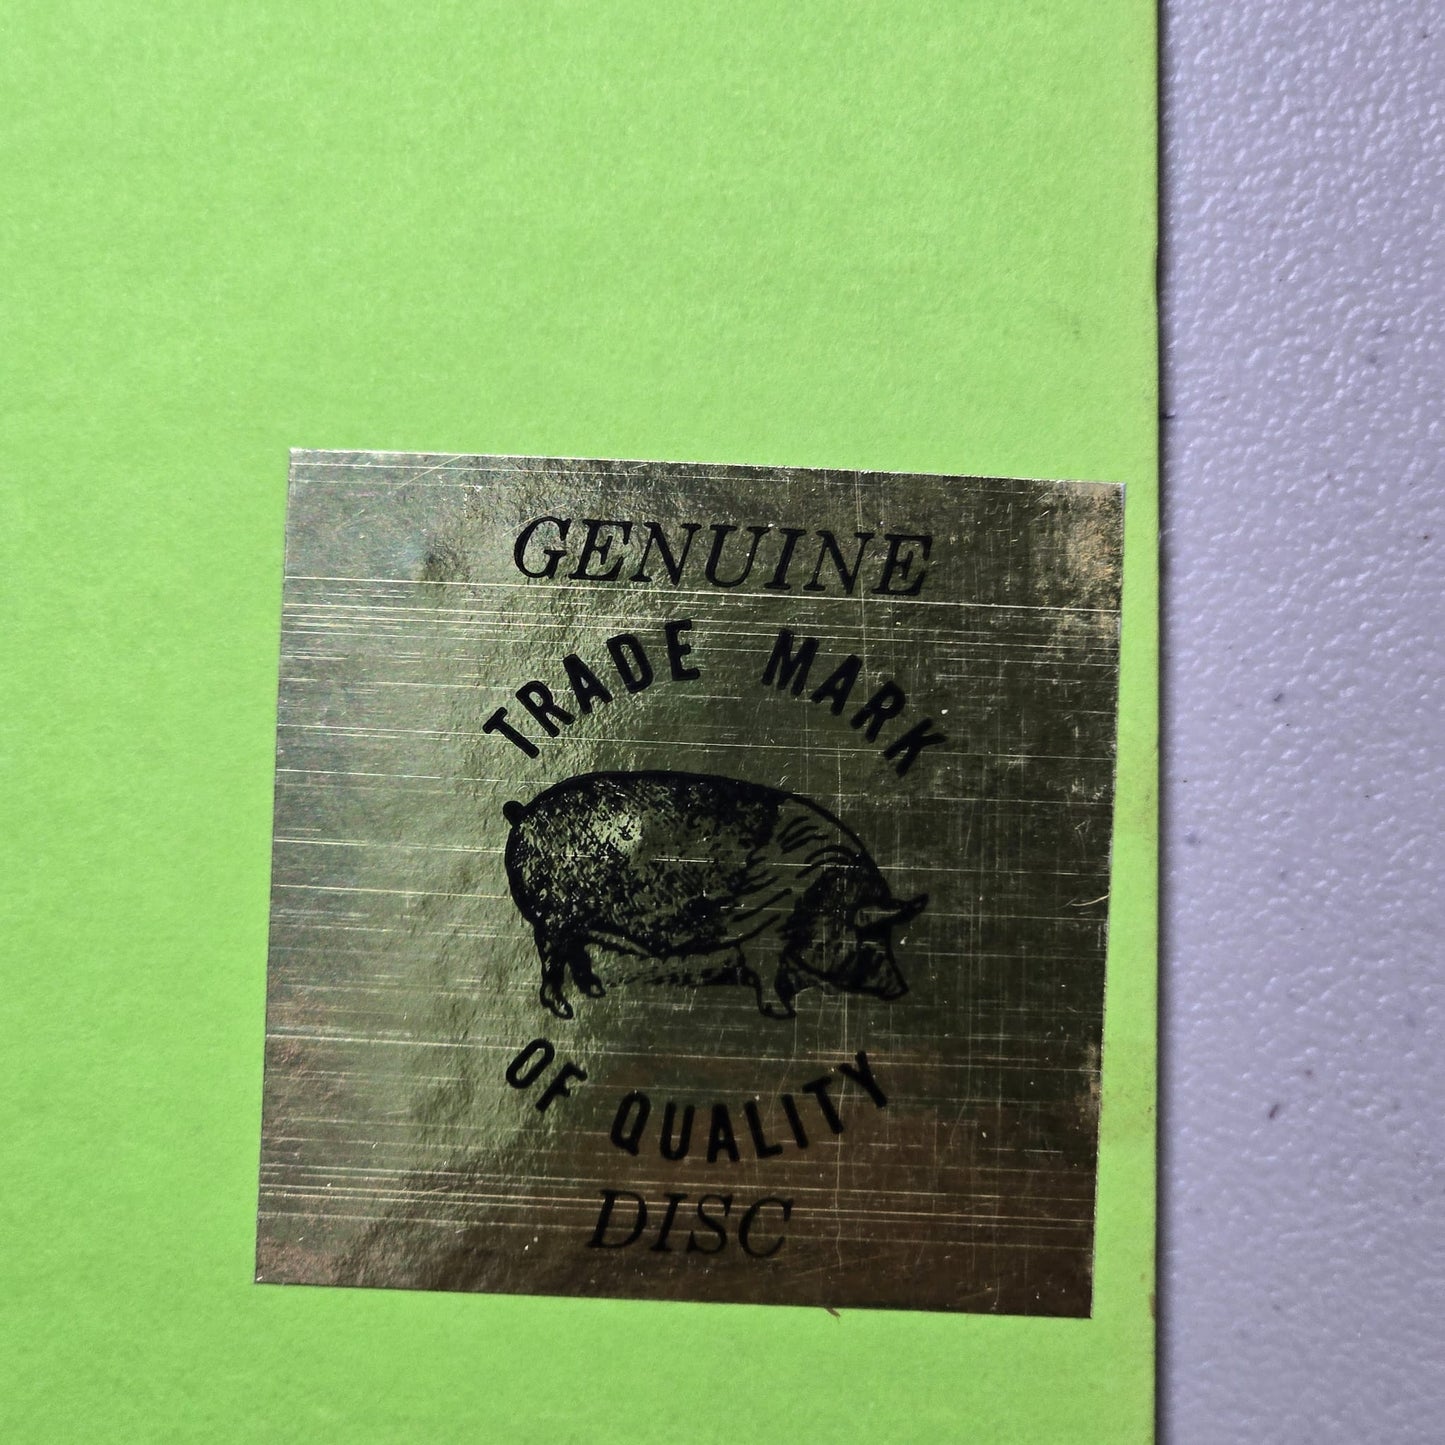 GENUINE
TRADE MARK
OF QUALITY
DISC